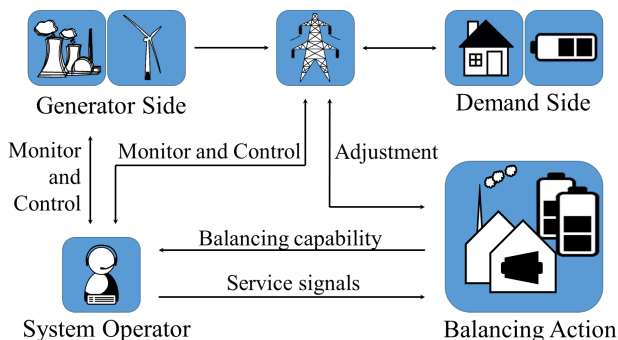 Generator Side
Demand Side
Monitor
and
Control
Monitor and Control
Adjustment
Balancing capability
Service signals
System Operator
Balancing Action